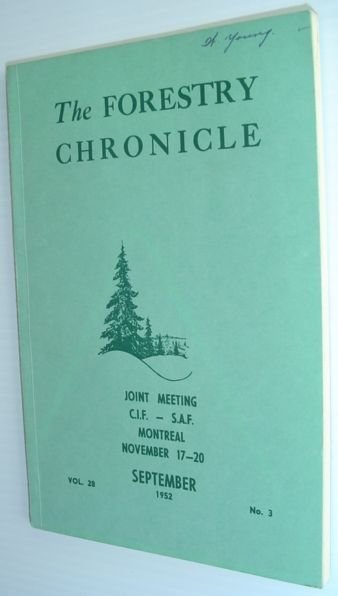 W. Young.
The FORESTRY
CHRONICLE
JOINT MEETING
C.I.F. — S.A.F.
MONTREAL
NOVEMBER 17–20
VOL. 28
SEPTEMBER
1952
No. 3